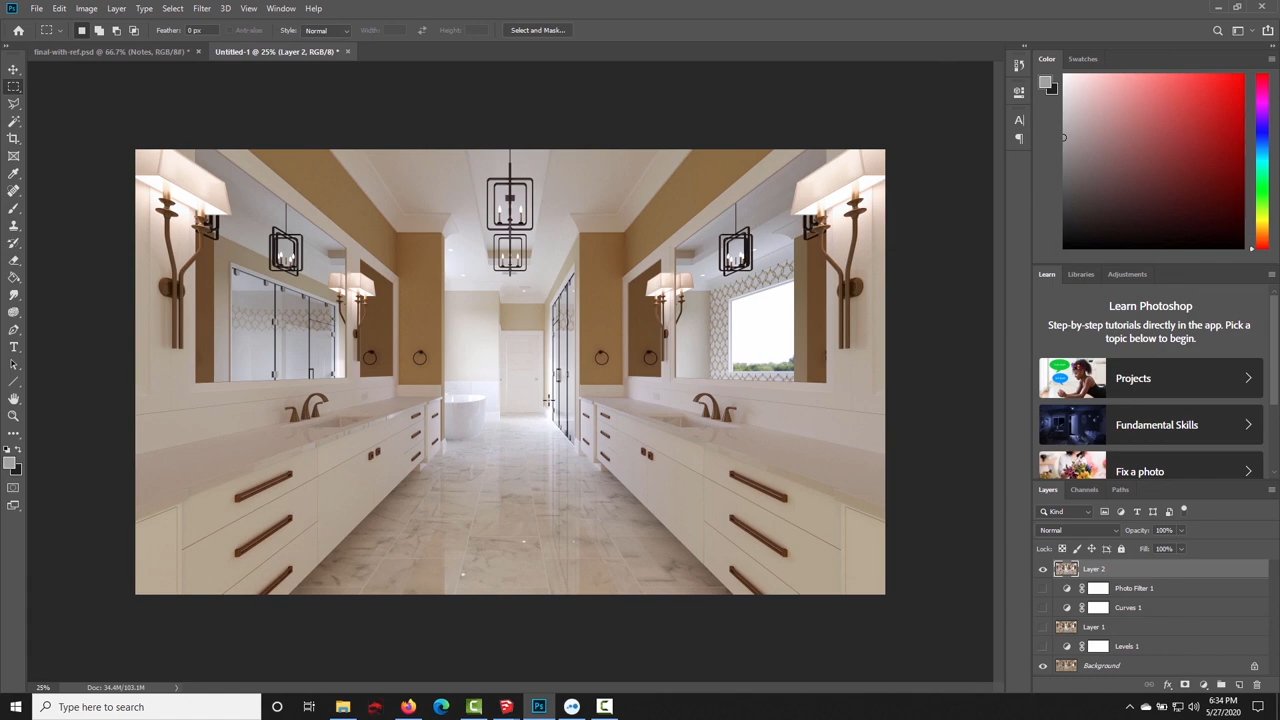 Ps File Edit Image Layer Type Select Filter 3D View Window Help
Feather: 0 px Anti-alias Style: Normal Width: Height: Select and Mask...
final-with-ref.psd @ 66.7% (Notes, RGB/8#) * × Untitled-1 @ 25% (Layer 2, RGB/8) * ×
Color Swatches
Learn Libraries Adjustments
Learn Photoshop
Step-by-step tutorials directly in the app. Pick a
topic below to begin.
Projects
Fundamental Skills
Fix a photo
Layers Channels Paths
Kind
Normal Opacity: 100%
Lock: Fill: 100%
Layer 2
Photo Filter 1
Curves 1
Layer 1
Levels 1
Background
25% Doc: 34.4M/103.1M
Type here to search
6:34 PM
5/27/2020